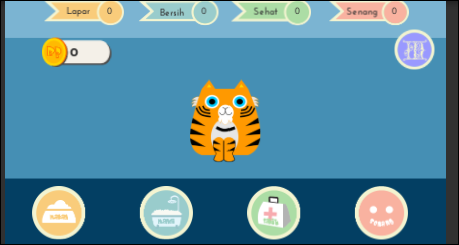 Lapar 0
Bersih 0
Sehat 0
Senang 0
0